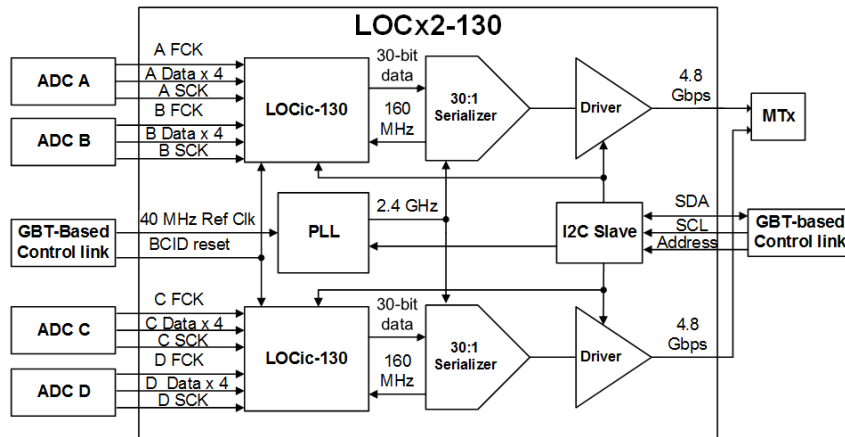 LOCx2-130
A FCK
A Data x 4
A SCK
ADC A
B FCK
B Data x 4
B SCK
ADC B
LOCic-130
30-bit
data
160
MHz
30:1
Serializer
Driver
4.8
Gbps
MTx
GBT-Based
Control link
40 MHz Ref Clk
BCID reset
PLL
2.4 GHz
I2C Slave
SDA
SCL
Address
GBT-based
Control link
C FCK
C Data x 4
C SCK
ADC C
D FCK
D Data x 4
D SCK
ADC D
LOCic-130
30-bit
data
160
MHz
30:1
Serializer
Driver
4.8
Gbps